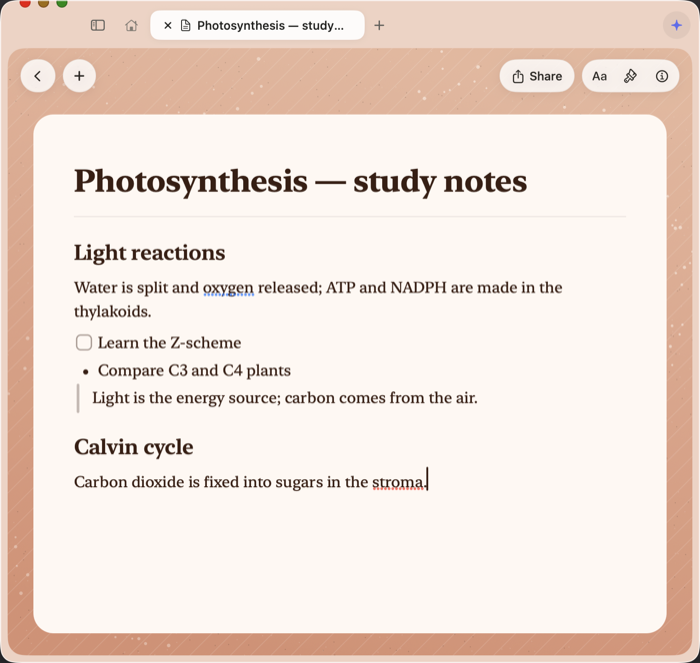 Photosynthesis — study...
Share
Aa
Photosynthesis — study notes
Light reactions
Water is split and oxygen released; ATP and NADPH are made in the
thylakoids.
Learn the Z-scheme
• Compare C3 and C4 plants
Light is the energy source; carbon comes from the air.
Calvin cycle
Carbon dioxide is fixed into sugars in the stroma.